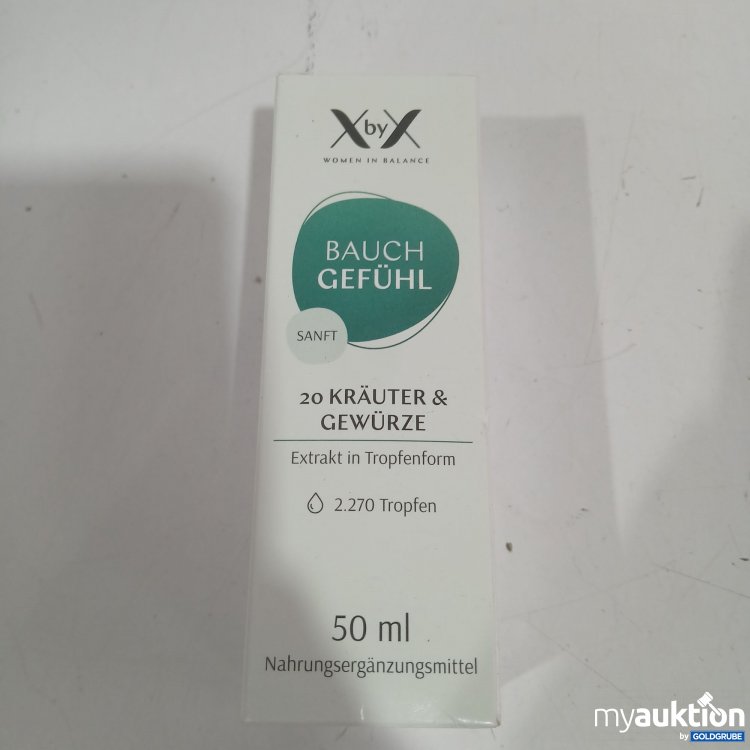 XbyX
WOMEN IN BALANCE
BAUCH
GEFÜHL
SANFT
20 KRÄUTER &
GEWÜRZE
Extrakt in Tropfenform
2.270 Tropfen
50 ml
Nahrungsergänzungsmittel
myauktion
by GOLDGRUBE